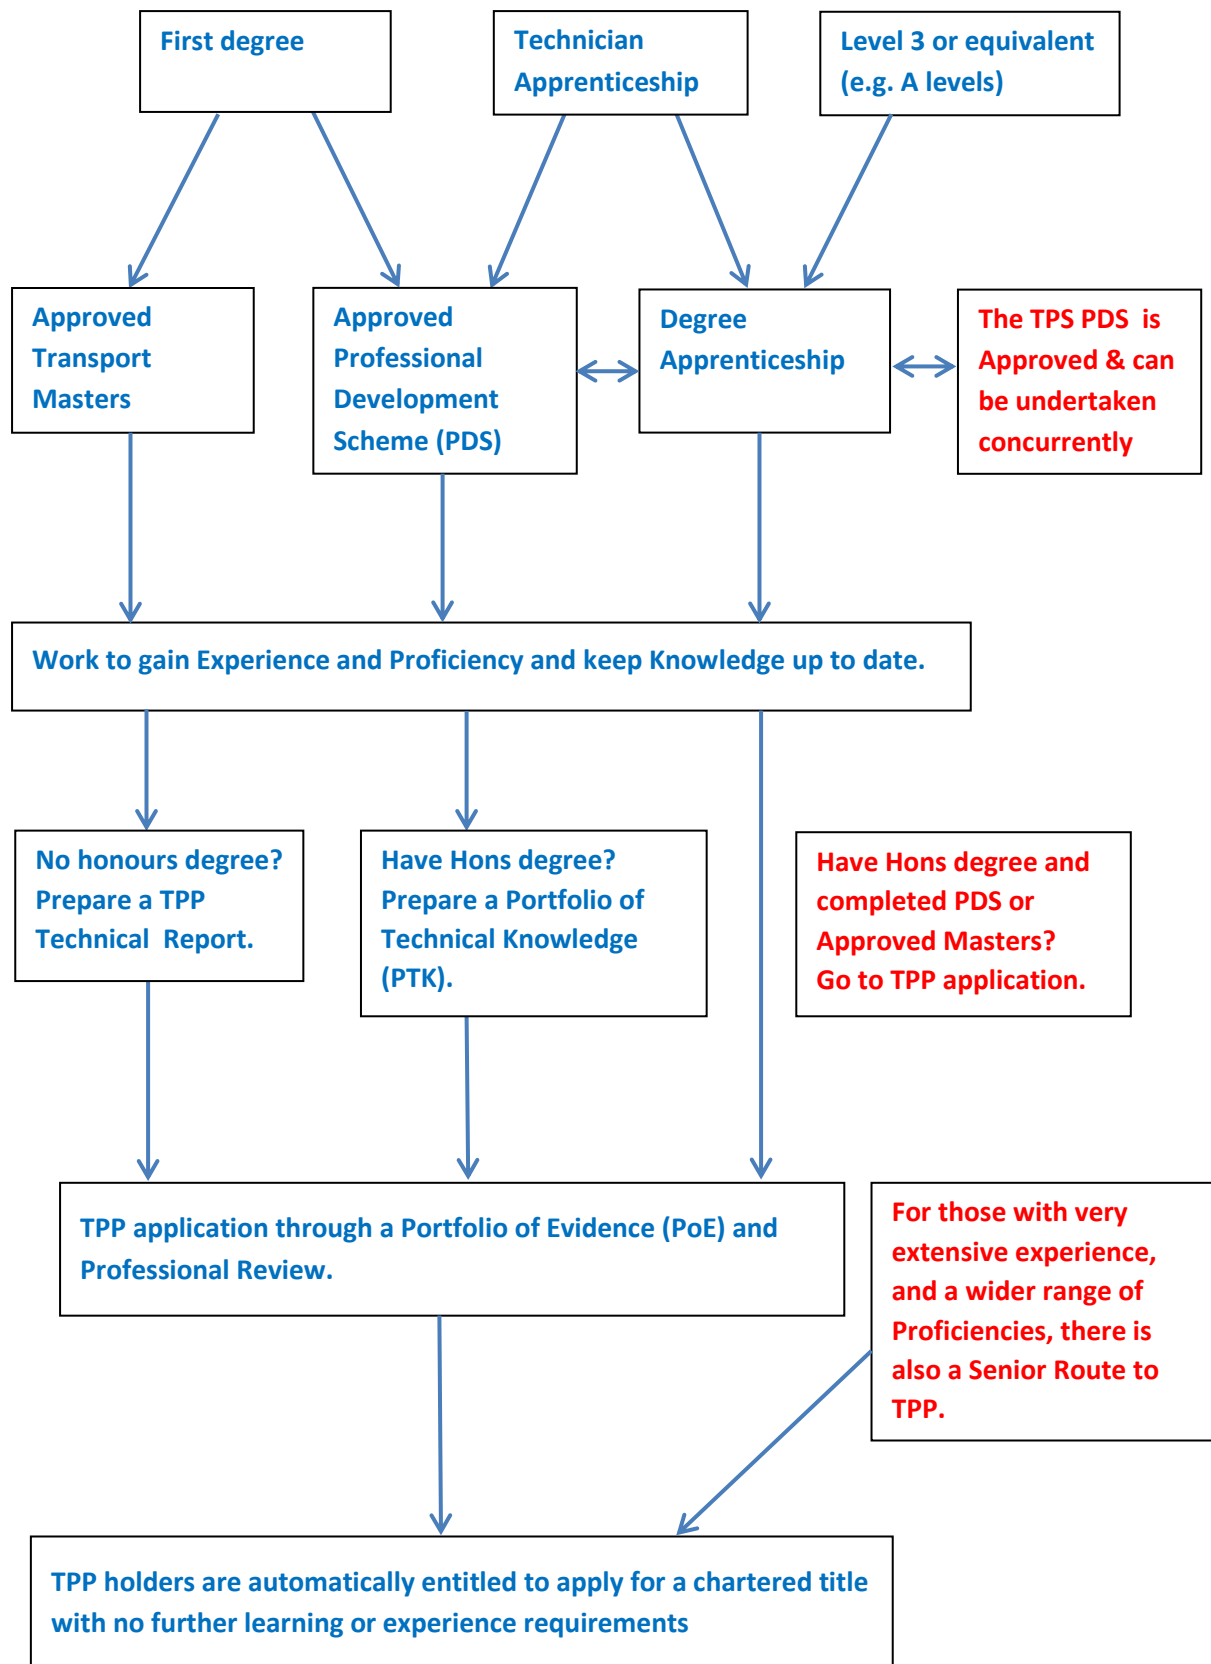 First degree
Technician
Apprenticeship
Level 3 or equivalent
(e.g. A levels)
Approved
Transport
Masters
Approved
Professional
Development
Scheme (PDS)
Degree
Apprenticeship
The TPS PDS is
Approved & can
be undertaken
concurrently
Work to gain Experience and Proficiency and keep Knowledge up to date.
No honours degree?
Prepare a TPP
Technical Report.
Have Hons degree?
Prepare a Portfolio of
Technical Knowledge
(PTK).
Have Hons degree and
completed PDS or
Approved Masters?
Go to TPP application.
TPP application through a Portfolio of Evidence (PoE) and
Professional Review.
For those with very
extensive experience,
and a wider range of
Proficiencies, there is
also a Senior Route to
TPP.
TPP holders are automatically entitled to apply for a chartered title
with no further learning or experience requirements